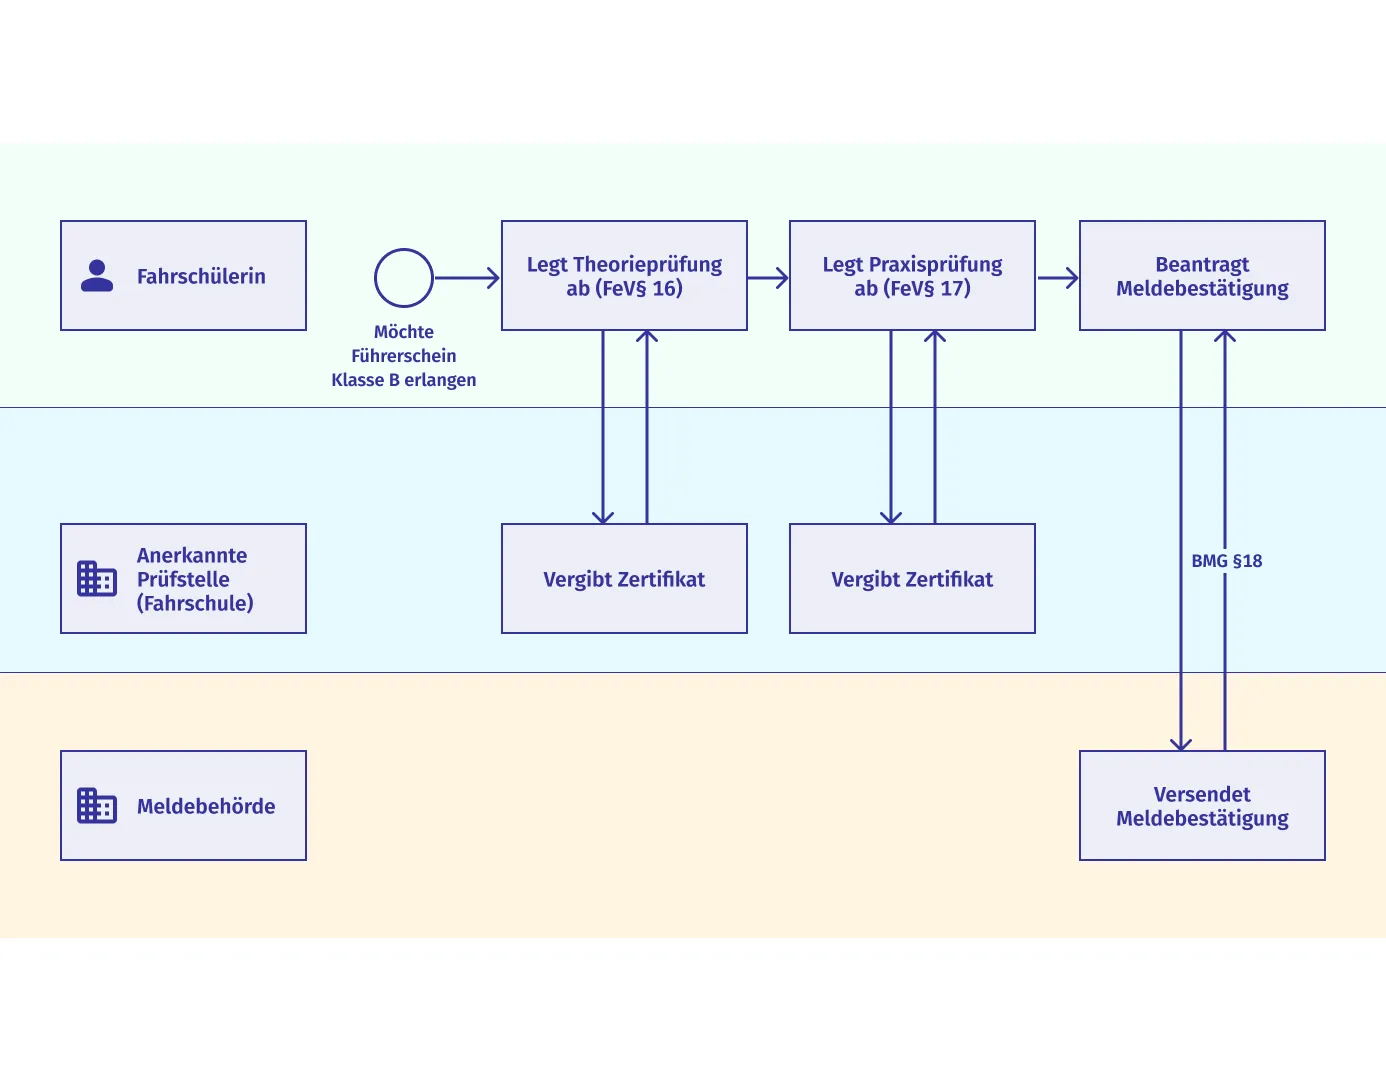 Fahrschülerin
Möchte
Führerschein
Klasse B erlangen
Legt Theorieprüfung
ab (FeV§ 16)
Legt Praxisprüfung
ab (FeV§ 17)
Beantragt
Meldebestätigung
Anerkannte
Prüfstelle
(Fahrschule)
Vergibt Zertifikat
Vergibt Zertifikat
BMG §18
Meldebehörde
Versendet
Meldebestätigung